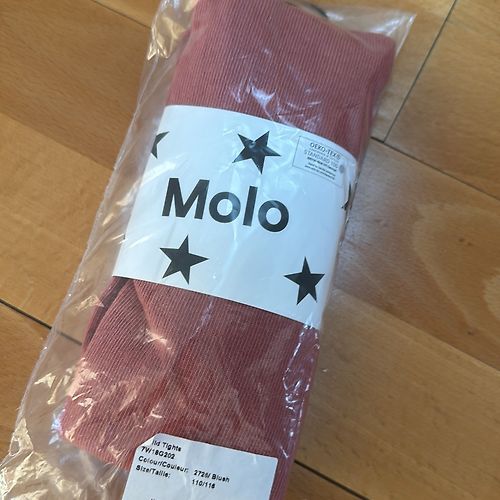 OEKO-TEX®
STANDARD 100
Molo
Tights
7W18G202
Colour/Couleur: 2726/ Blush
Size/Taille: 110/116